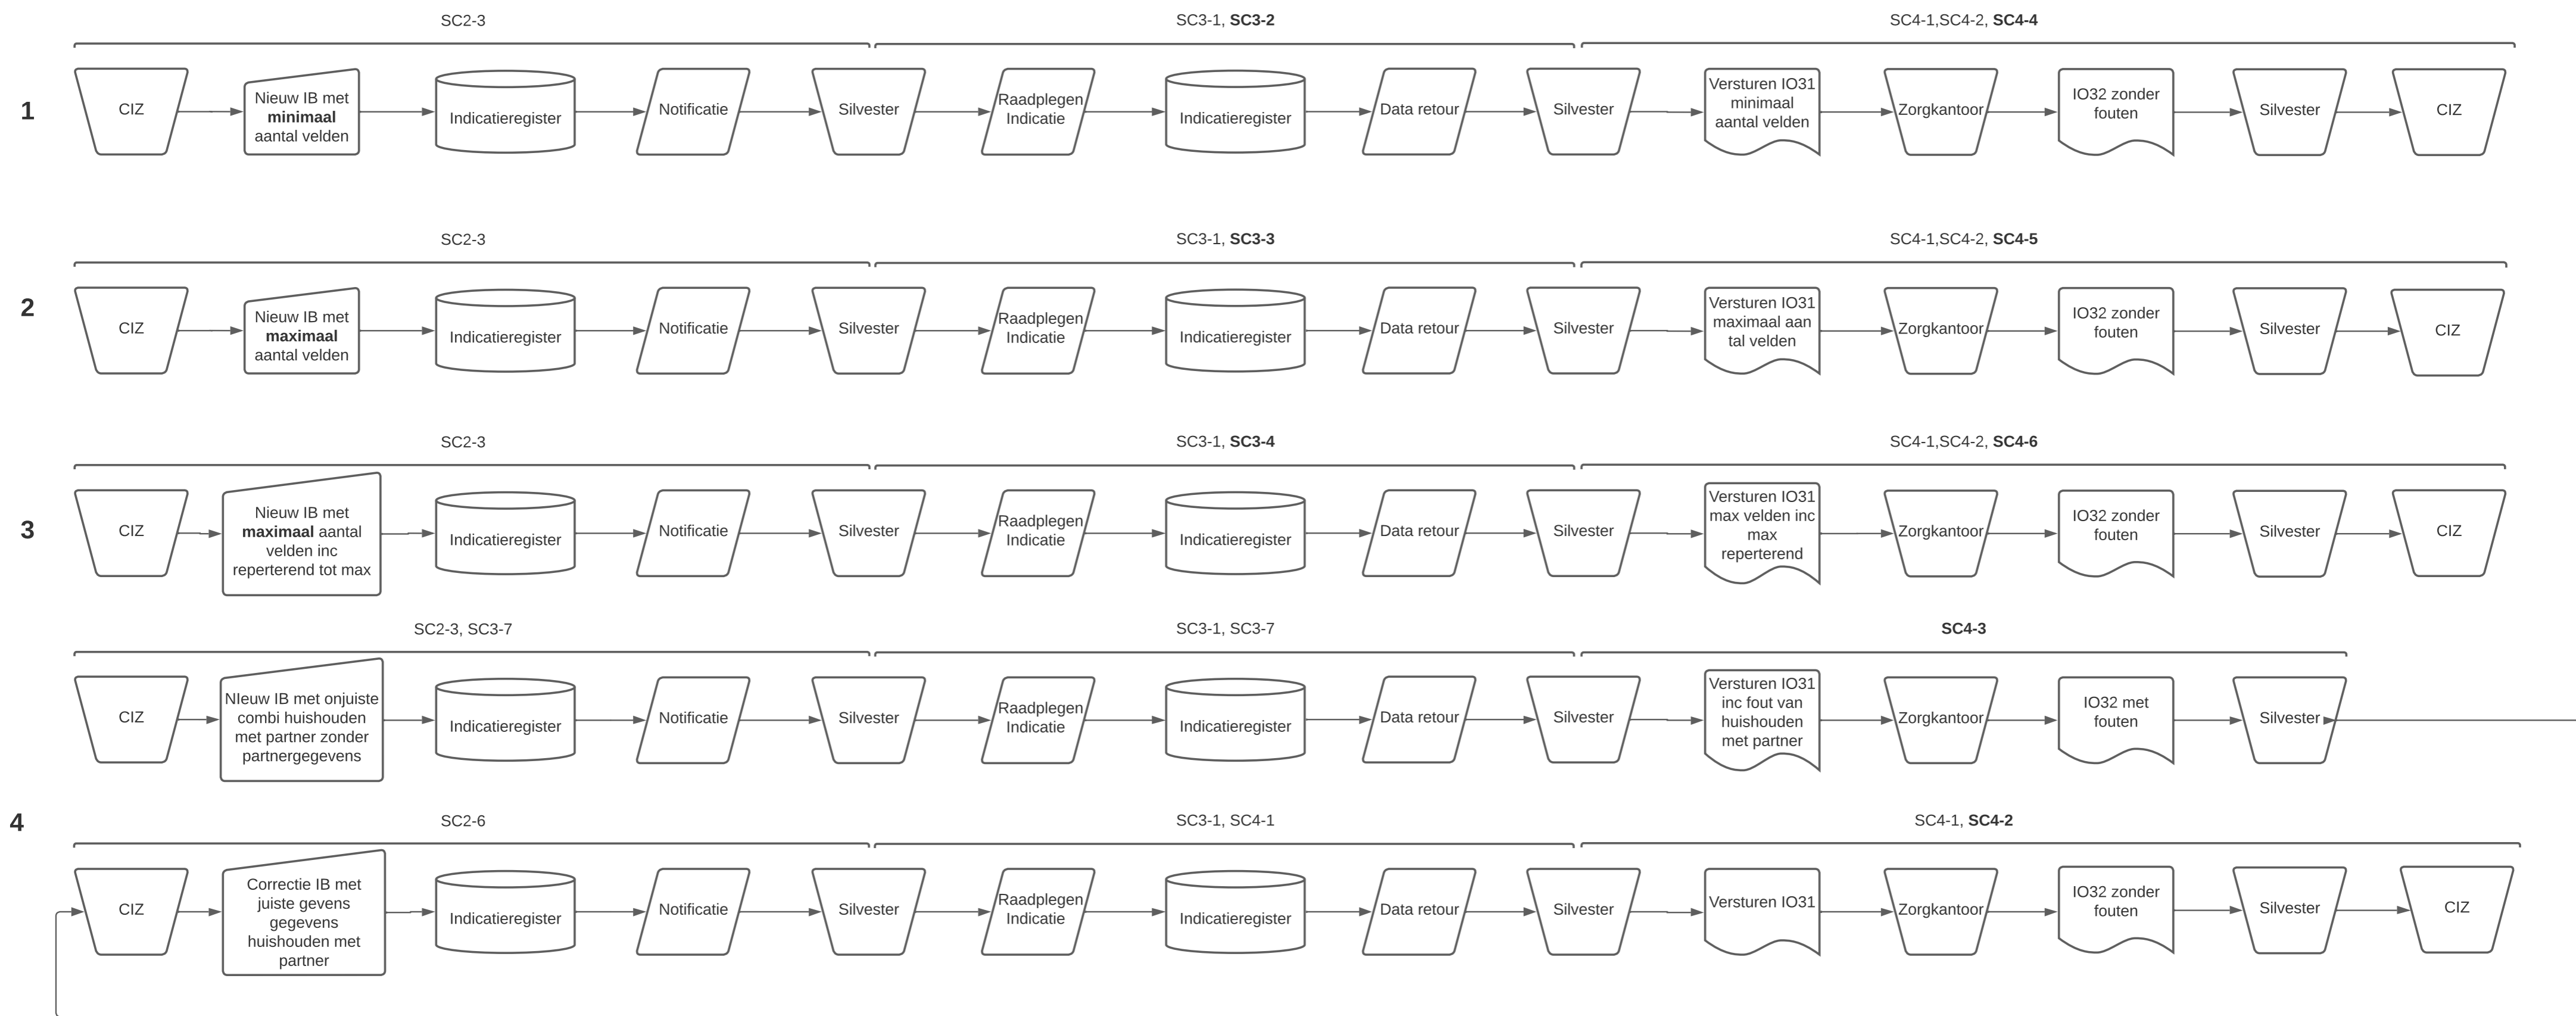 SC2-3
SC3-1, SC3-2
SC4-1,SC4-2, SC4-4
1
CIZ
Nieuw IB met
minimaal
aantal velden
Indicatieregister
Notificatie
Silvester
Raadplegen
Indicatie
Indicatieregister
Data retour
Silvester
Versturen IO31
minimaal
aantal velden
Zorgkantoor
IO32 zonder
fouten
Silvester
CIZ
SC2-3
SC3-1, SC3-3
SC4-1,SC4-2, SC4-5
2
CIZ
Nieuw IB met
maximaal
aantal velden
Indicatieregister
Notificatie
Silvester
Raadplegen
Indicatie
Indicatieregister
Data retour
Silvester
Versturen IO31
maximaal aan
tal velden
Zorgkantoor
IO32 zonder
fouten
Silvester
CIZ
SC2-3
SC3-1, SC3-4
SC4-1,SC4-2, SC4-6
3
CIZ
Nieuw IB met
maximaal aantal
velden inc
reperterend tot max
Indicatieregister
Notificatie
Silvester
Raadplegen
Indicatie
Indicatieregister
Data retour
Silvester
Versturen IO31
max velden inc
max
reperterend
Zorgkantoor
IO32 zonder
fouten
Silvester
CIZ
SC2-3, SC3-7
SC3-1, SC3-7
SC4-3
CIZ
NIeuw IB met onjuiste
combi huishouden
met partner zonder
partnergegevens
Indicatieregister
Notificatie
Silvester
Raadplegen
Indicatie
Indicatieregister
Data retour
Silvester
Versturen IO31
inc fout van
huishouden
met partner
Zorgkantoor
IO32 met
fouten
Silvester
4
SC2-6
SC3-1, SC4-1
SC4-1, SC4-2
CIZ
Correctie IB met
juiste gevens
gegevens
huishouden met
partner
Indicatieregister
Notificatie
Silvester
Raadplegen
Indicatie
Indicatieregister
Data retour
Silvester
Versturen IO31
Zorgkantoor
IO32 zonder
fouten
Silvester
CIZ